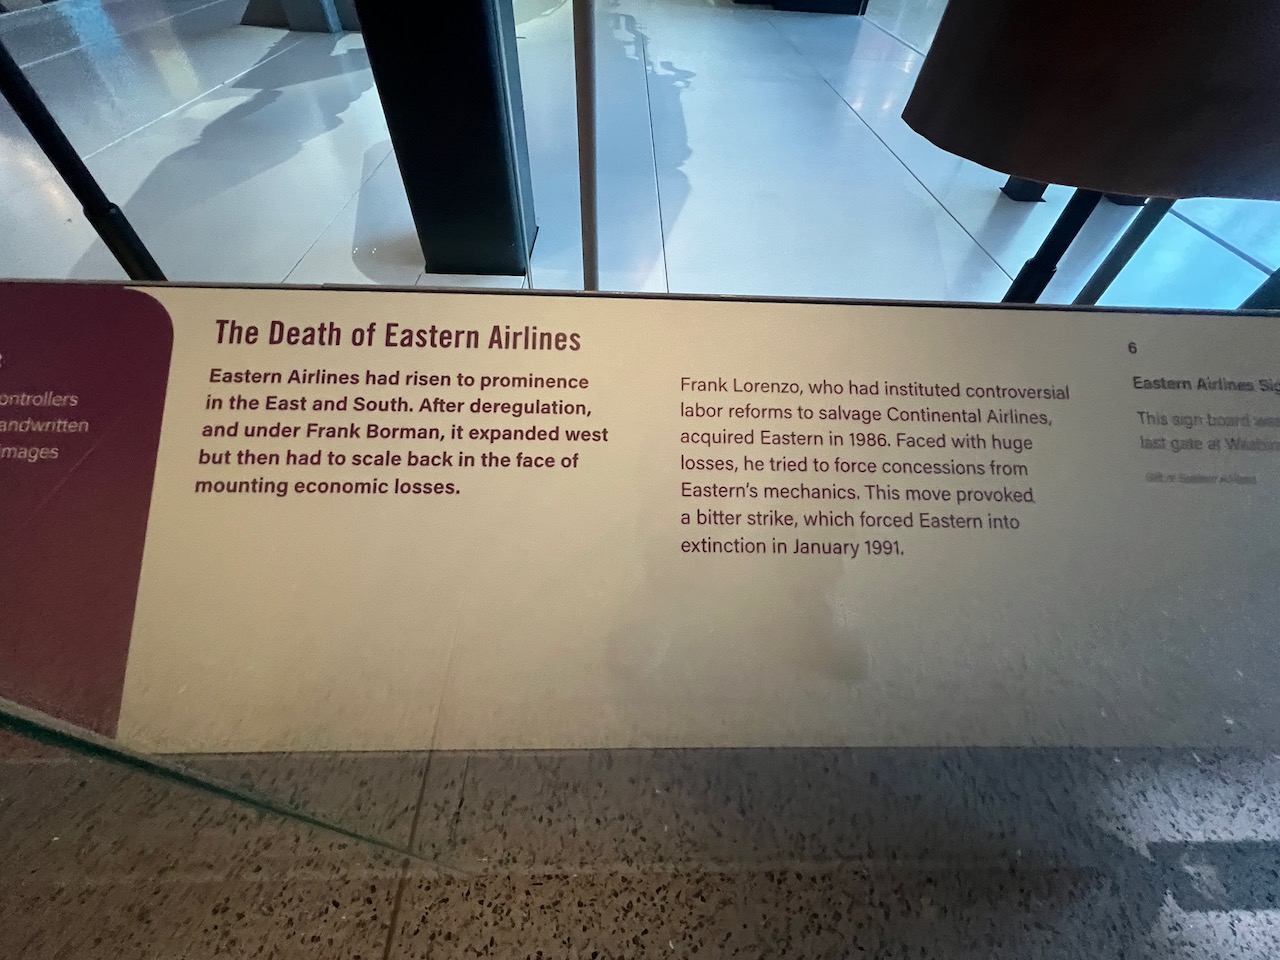 ontrollers
andwritten
mages
The Death of Eastern Airlines
Eastern Airlines had risen to prominence
in the East and South. After deregulation,
and under Frank Borman, it expanded west
but then had to scale back in the face of
mounting economic losses.
Frank Lorenzo, who had instituted controversial
labor reforms to salvage Continental Airlines,
acquired Eastern in 1986. Faced with huge
losses, he tried to force concessions from
Eastern's mechanics. This move provoked
a bitter strike, which forced Eastern into
extinction in January 1991.
6
Eastern Airlines Sig
This sign board was
last gate at Washin